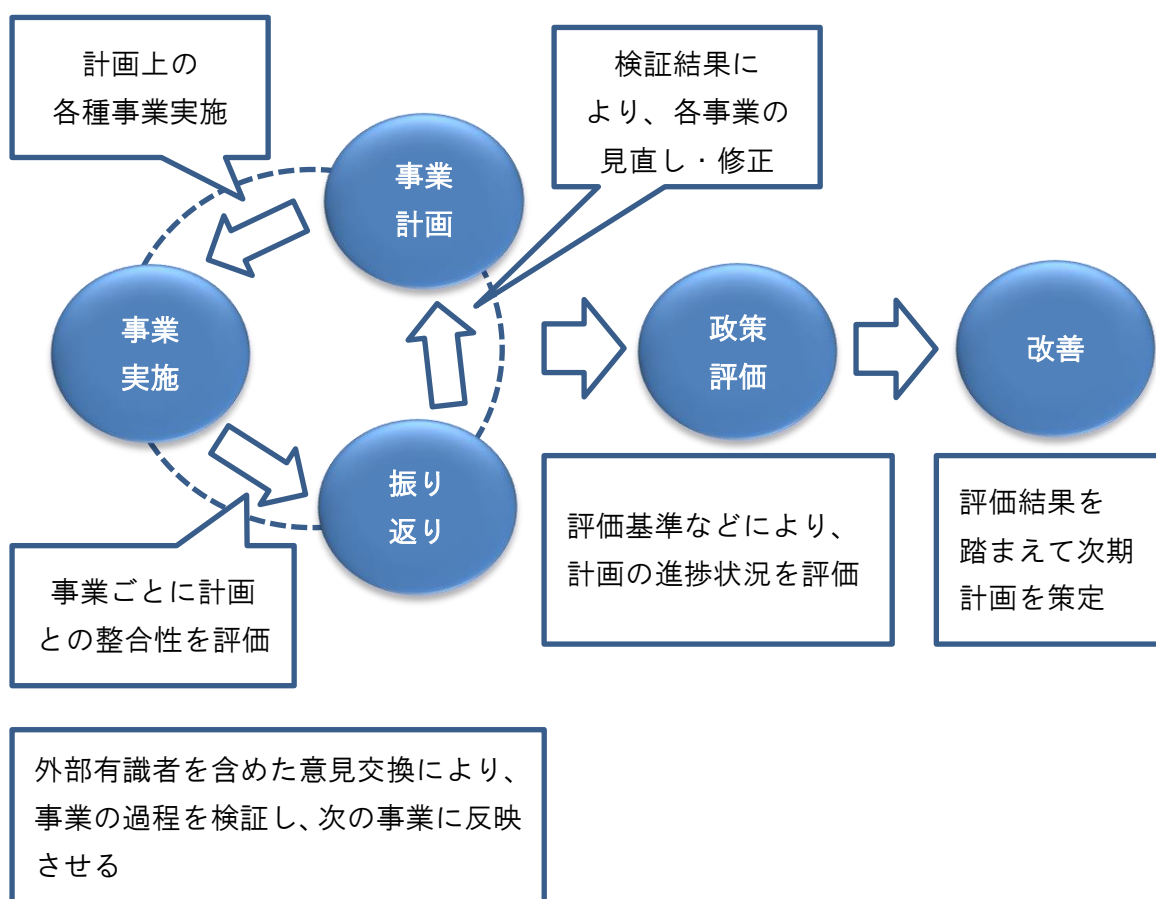 計画上の
各種事業実施
検証結果に
より、各事業の
見直し・修正
事業
計画
事業
実施
振り
返り
政策
評価
改善
事業ごとに計画
との整合性を評価
評価基準などにより、
計画の進捗状況を評価
評価結果を
踏まえて次期
計画を策定
外部有識者を含めた意見交換により、
事業の過程を検証し、次の事業に反映
させる